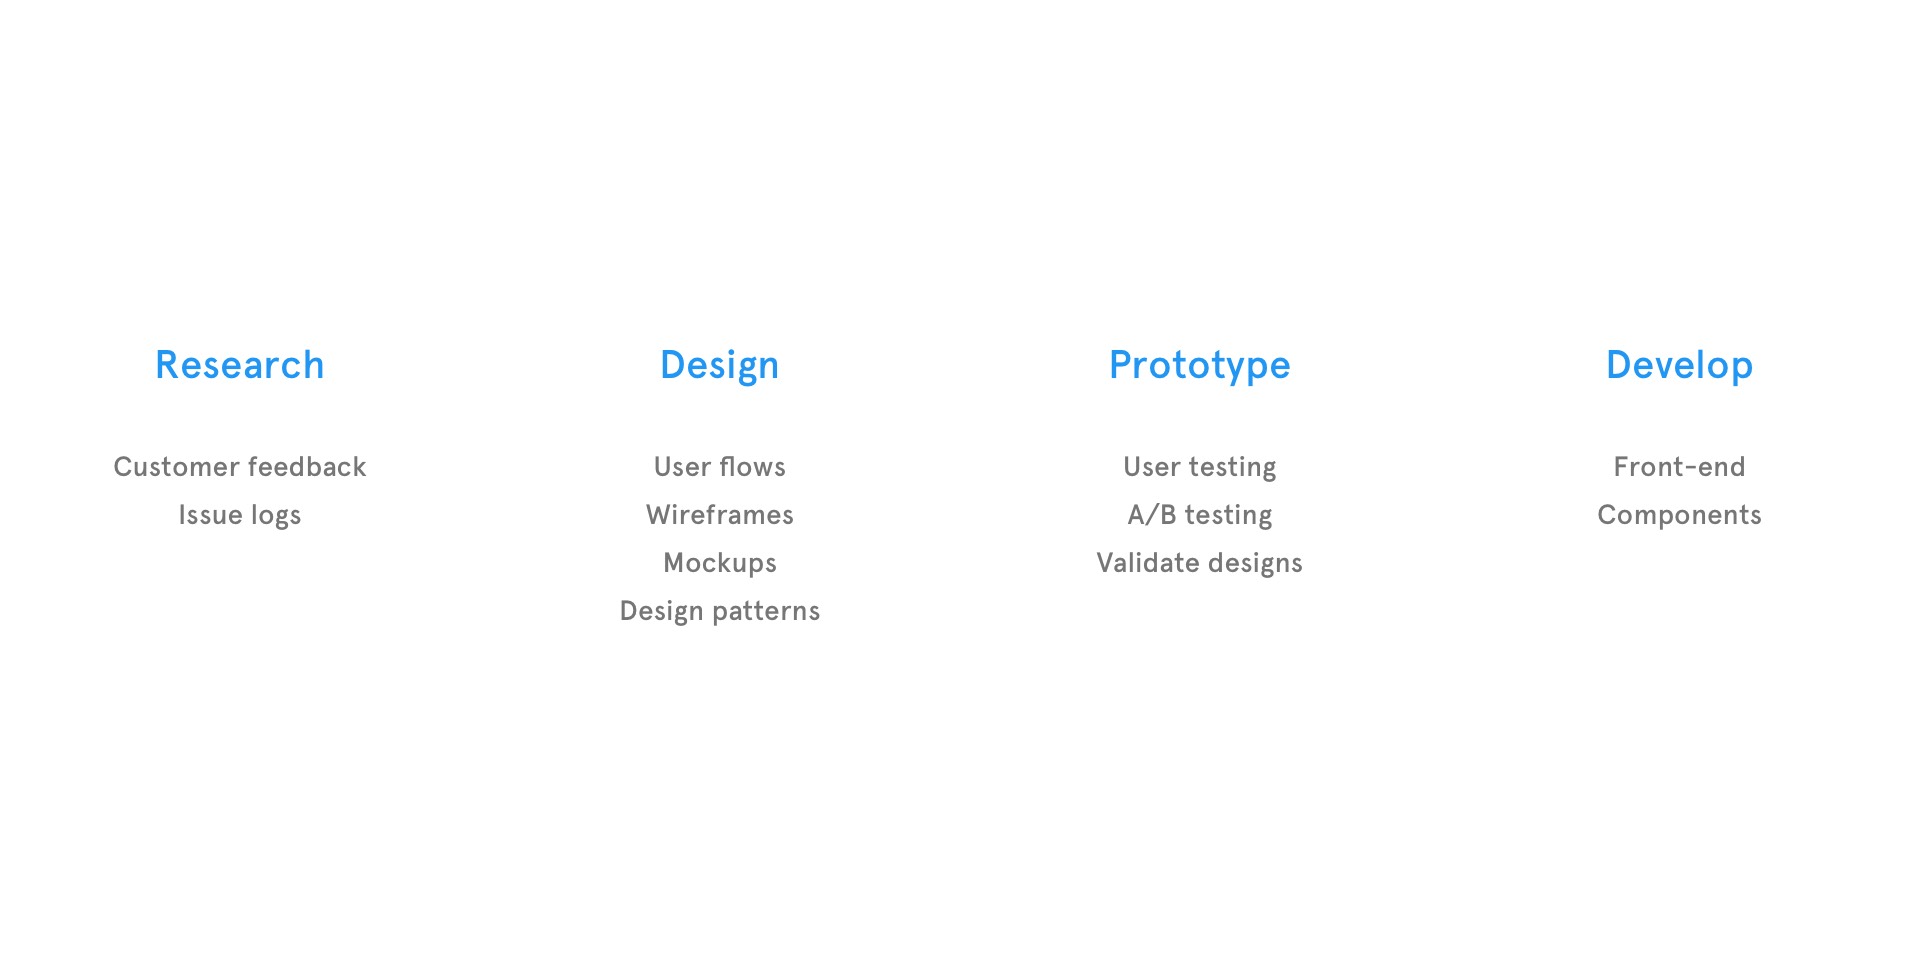 Research
Customer feedback
Issue logs
Design
User flows
Wireframes
Mockups
Design patterns
Prototype
User testing
A/B testing
Validate designs
Develop
Front-end
Components